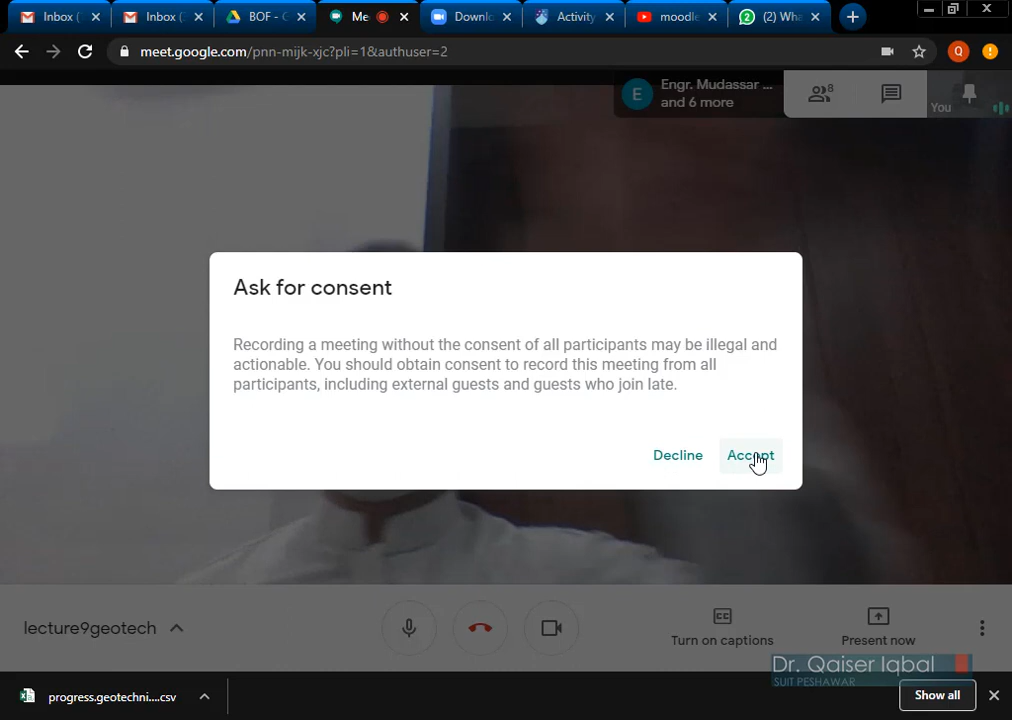 Inbox (
Inbox (
BOF - G
Me
Downl
Activity
moodle
(2) Wha
meet.google.com/pnn-mijk-xjc?pli=1&authuser=2
Q
E
Engr. Mudassar ...
and 6 more
8
You
Ask for consent
Recording a meeting without the consent of all participants may be illegal and
actionable. You should obtain consent to record this meeting from all
participants, including external guests and guests who join late.
Decline
Accept
lecture9geotech
CC
Turn on captions
Present now
Dr. Qaiser Iqbal
SUIT PESHAWAR
progress.geotechni....csv
Show all